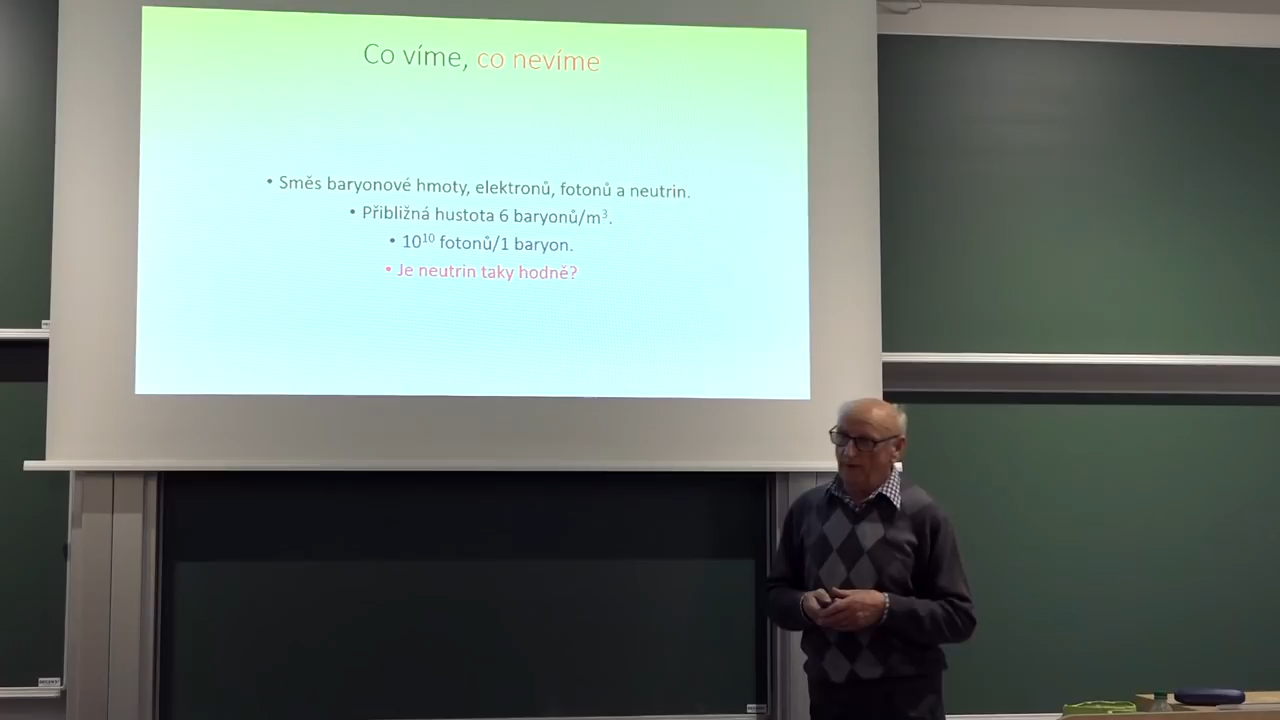 Co víme, co nevíme
• Směs baryonové hmoty, elektronů, fotonů a neutrin.
• Přibližná hustota 6 baryonů/m³.
• 10¹⁰ fotonů/1 baryon.
• Je neutrin taky hodně?